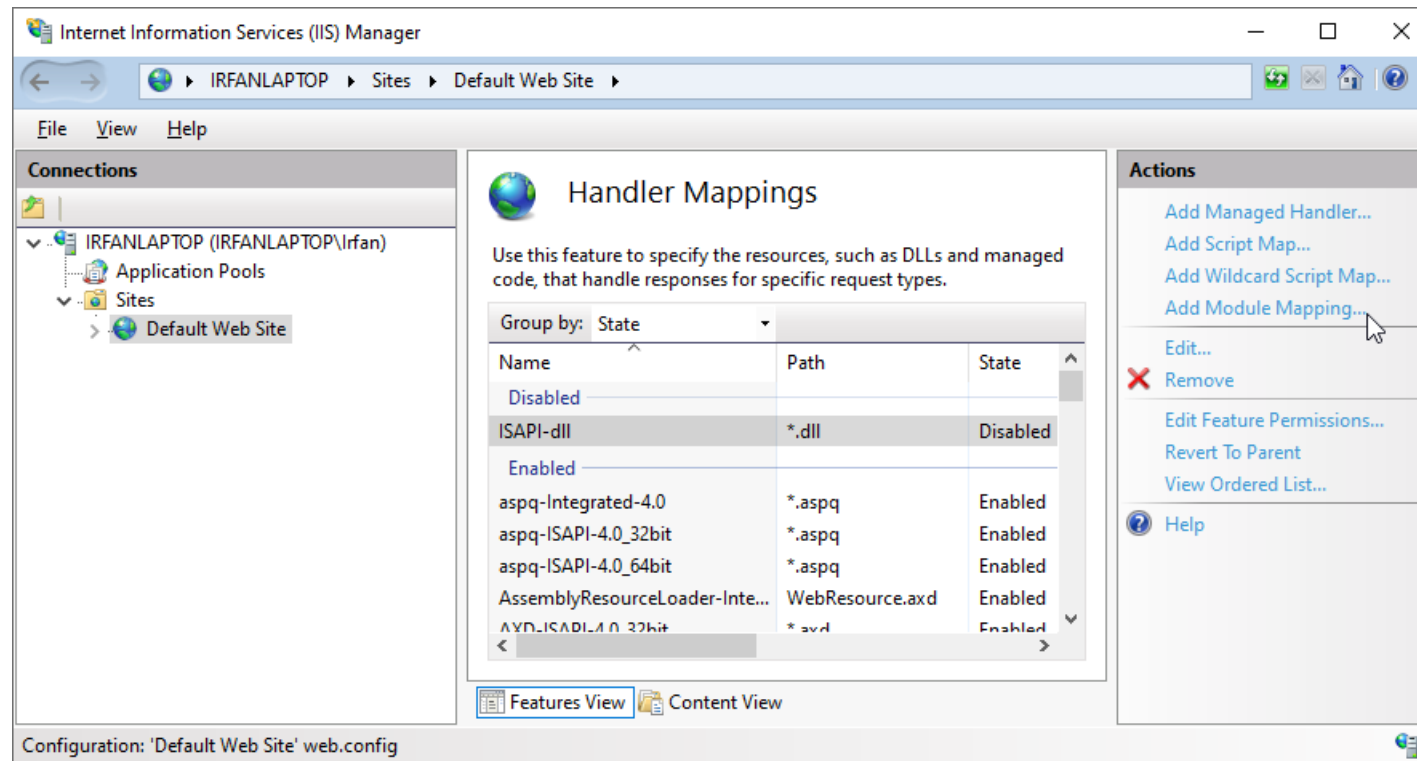 Internet Information Services (IIS) Manager
IRFANLAPTOP Sites Default Web Site
File View Help
Connections
IRFANLAPTOP (IRFANLAPTOP\Irfan)
Application Pools
Sites
Default Web Site
Handler Mappings
Use this feature to specify the resources, such as DLLs and managed
code, that handle responses for specific request types.
Group by: State
Name Path State
Disabled
ISAPI-dll *.dll Disabled
Enabled
aspq-Integrated-4.0 *.aspq Enabled
aspq-ISAPI-4.0_32bit *.aspq Enabled
aspq-ISAPI-4.0_64bit *.aspq Enabled
AssemblyResourceLoader-Inte... WebResource.axd Enabled
AXD-ISAPI-4.0_32bit *.axd Enabled
Features View Content View
Actions
Add Managed Handler...
Add Script Map...
Add Wildcard Script Map...
Add Module Mapping...
Edit...
Remove
Edit Feature Permissions...
Revert To Parent
View Ordered List...
Help
Configuration: 'Default Web Site' web.config